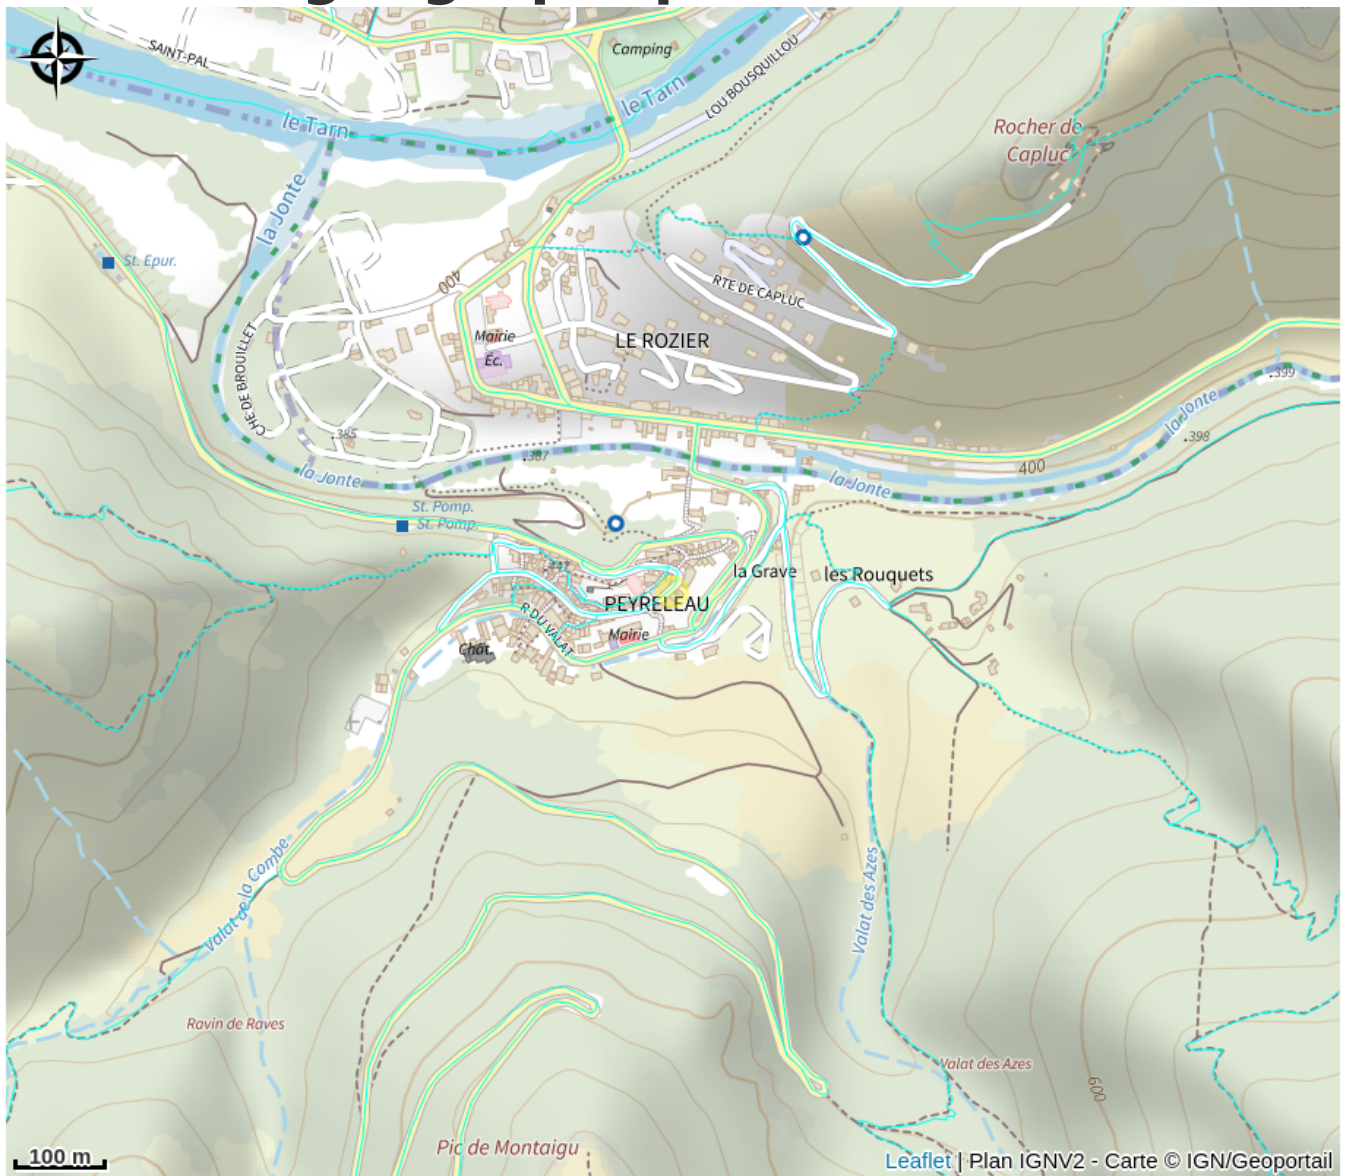 SAINT-PAL
Camping
le Tarn
le Tarn
LOU BOUSQUILLOU
Rocher de
Capluc
la Jonte
St. Epur.
400
RTE DE CAPLUC
Mairie
LE ROZIER
Éc.
CHE DE BROUILLET
.399
la Jonte
.385
.398
.387
400
la Jonte
la Jonte
St. Pomp.
St. Pomp.
.443
la Grave
les Rouquets
PEYRELEAU
R DU VALAT
Mairie
Chât.
Valat de la Combe
Valat des Azes
Ravin de Raves
Valat des Azes
600
Pic de Montaigu
100 m
Leaflet | Plan IGNV2 - Carte © IGN/Geoportail